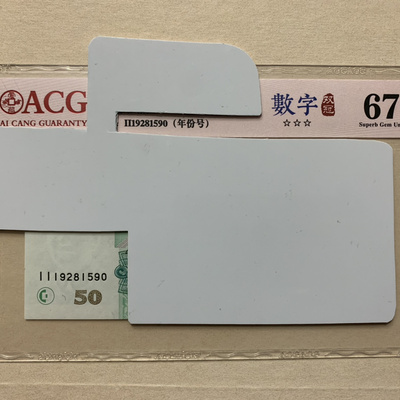 ACG
AI CANG GUARANTY
II19281590（年份号）
數字
☆☆☆
67
Superb Gem Un
II19281590
50